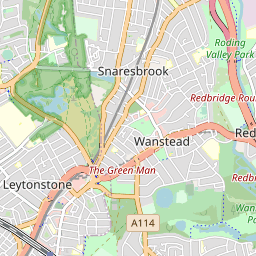 Roding
Valley Park
Snaresbrook
Redbridge Rou
Wanstead
Red
The Green Man
Redb
Leytonstone
Wan
P
A114